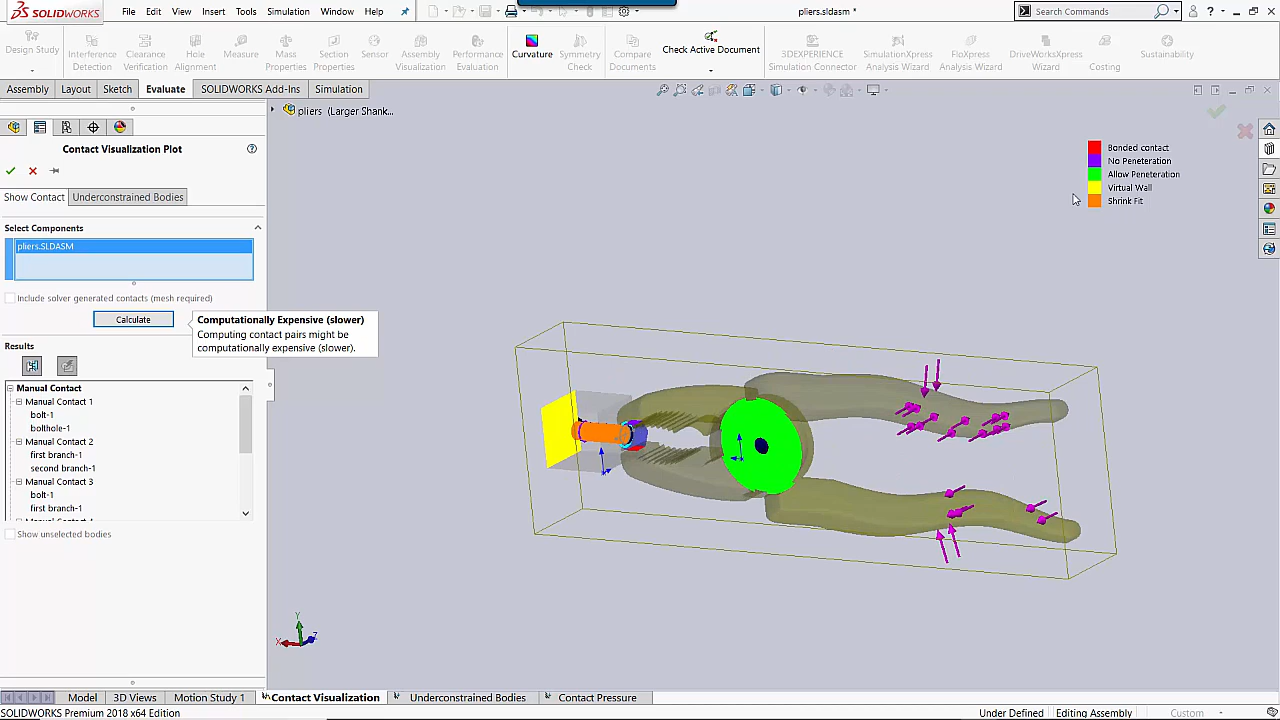 SOLIDWORKS
File Edit View Insert Tools Simulation Window Help
pliers.sldasm *
Search Commands
Design Study
Interference Detection
Clearance Verification
Hole Alignment
Measure
Mass Properties
Section Properties
Sensor
Assembly Visualization
Performance Evaluation
Curvature
Symmetry Check
Compare Documents
Check Active Document
3DEXPERIENCE Simulation Connector
SimulationXpress Analysis Wizard
FloXpress Analysis Wizard
DriveWorksXpress Wizard
Costing
Sustainability
Assembly Layout Sketch Evaluate SOLIDWORKS Add-Ins Simulation
pliers (Larger Shank...
Contact Visualization Plot
Show Contact Underconstrained Bodies
Select Components
pliers.SLDASM
Include solver generated contacts (mesh required)
Calculate
Computationally Expensive (slower)
Computing contact pairs might be
computationally expensive (slower).
Results
Manual Contact
Manual Contact 1
bolt-1
bollhole-1
Manual Contact 2
first branch-1
second branch-1
Manual Contact 3
bolt-1
first branch-1
Show unselected bodies
Bonded contact
No Peneteration
Allow Peneteration
Virtual Wall
Shrink Fit
Y
X
Z
Model 3D Views Motion Study 1 Contact Visualization Underconstrained Bodies Contact Pressure
SOLIDWORKS Premium 2018 x64 Edition
Under Defined Editing Assembly Custom